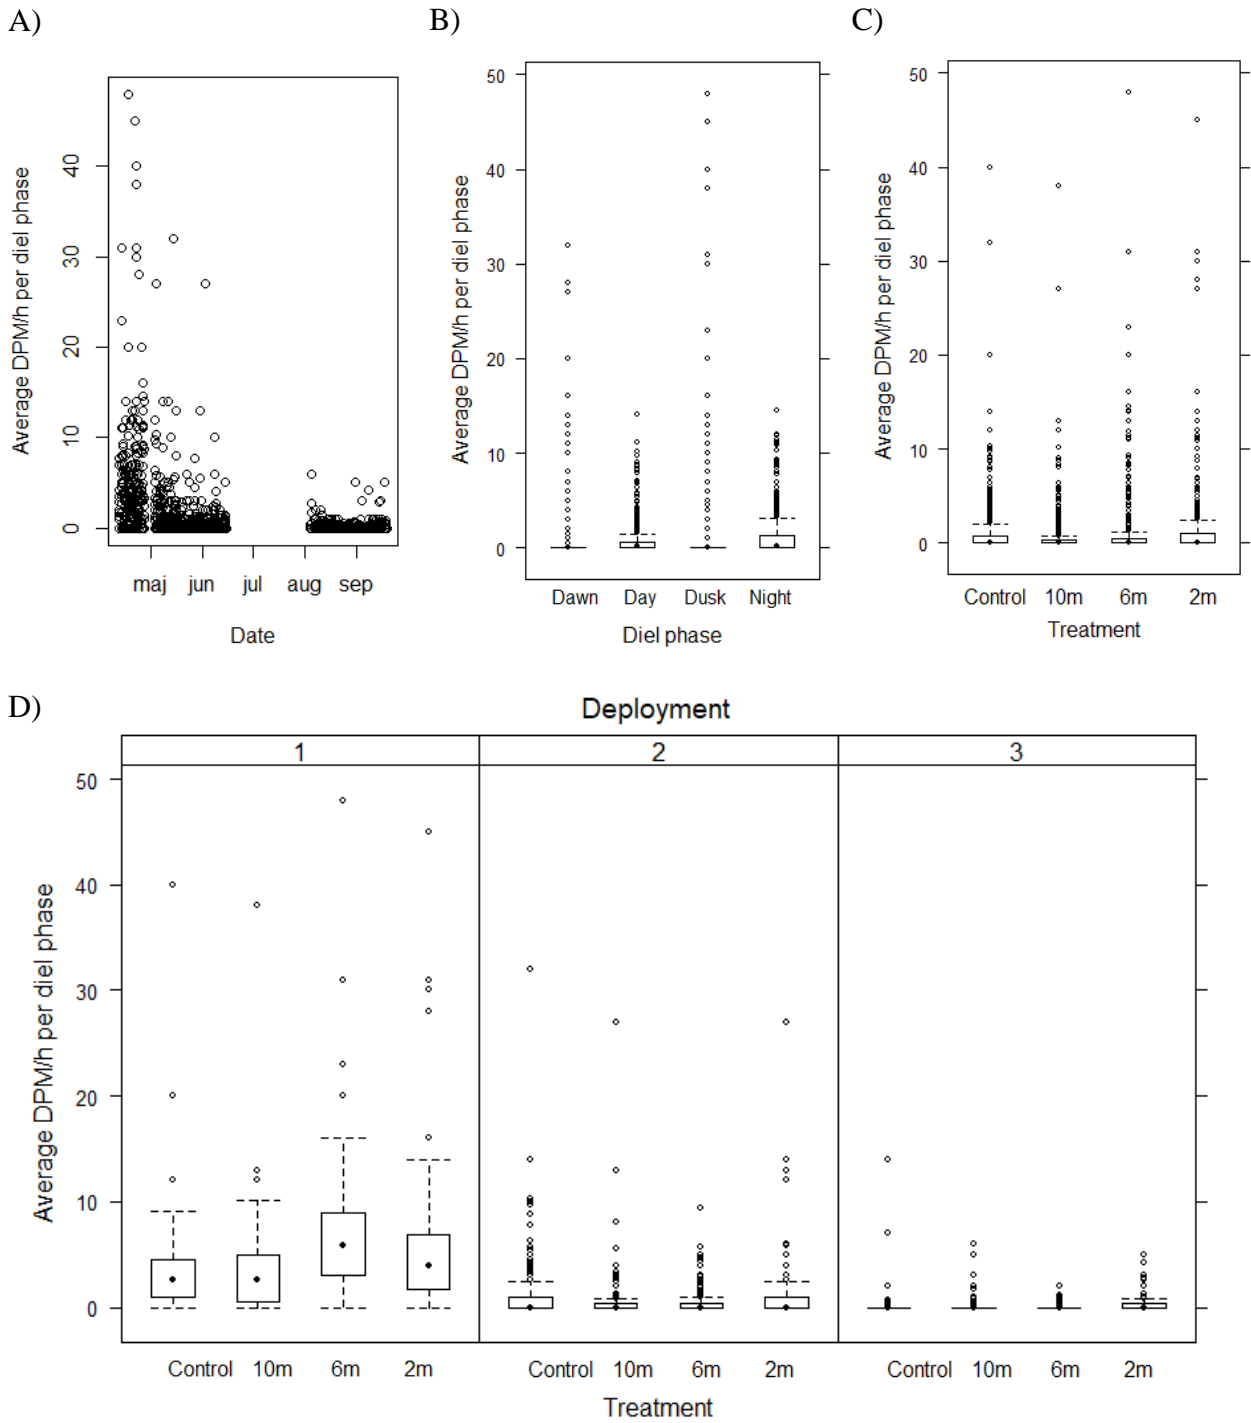 A)
B)
C)
Average DPM/h per diel phase
40
30
20
10
0
maj jun jul aug sep
Date
Average DPM/h per diel phase
50
40
30
20
10
0
Dawn Day Dusk Night
Diel phase
Average DPM/h per diel phase
50
40
30
20
10
0
Control 10m 6m 2m
Treatment
D)
Deployment
1 2 3
Average DPM/h per diel phase
50
40
30
20
10
0
Control 10m 6m 2m Control 10m 6m 2m Control 10m 6m 2m
Treatment